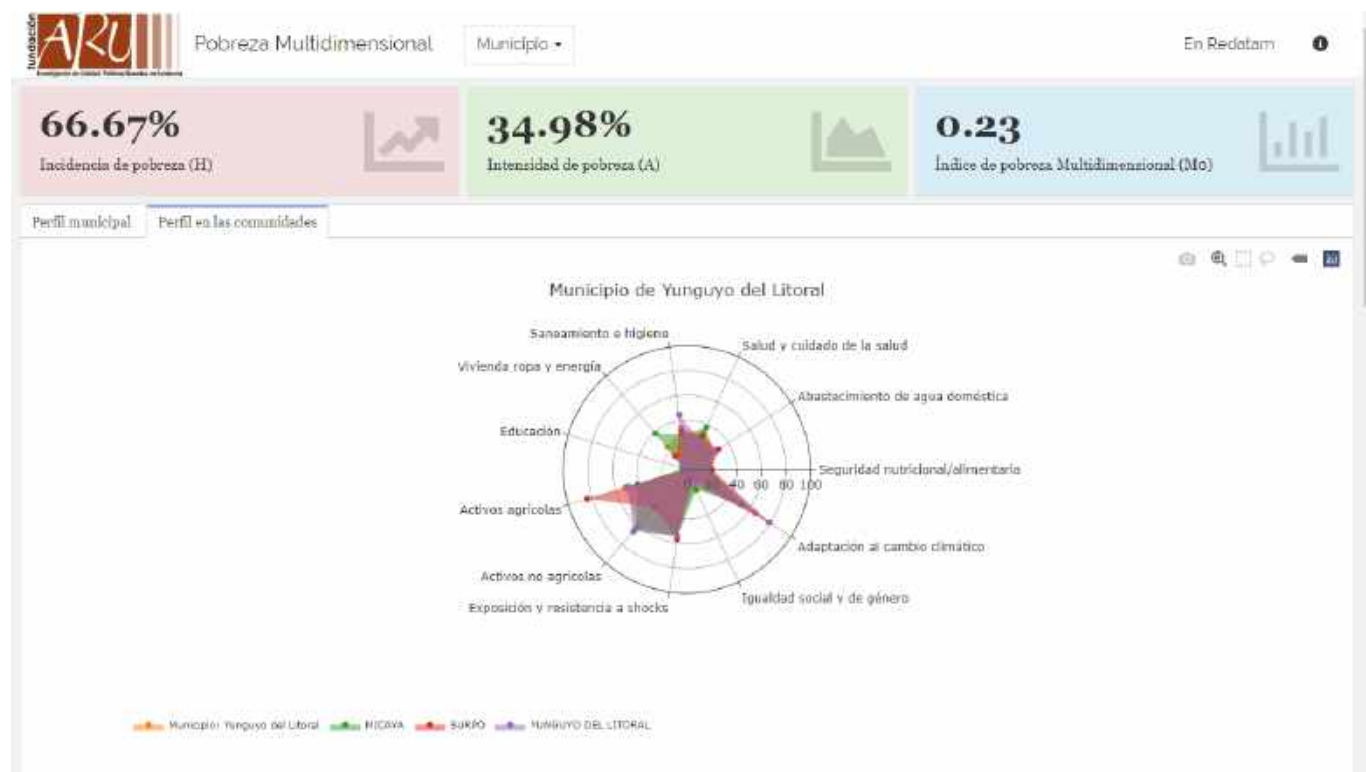 fundación
ARU
Pobreza Multidimensional
Municipio
En Redatam
66.67%
Incidencia de pobreza (H)
34.98%
Intensidad de pobreza (A)
0.23
Índice de pobreza Multidimensional (M0)
Perfil municipal
Perfil en las comunidades
Municipio de Yunguyo del Litoral
Saneamiento e higiene
Salud y cuidado de la salud
Vivienda ropa y energía
Abastecimiento de agua doméstica
Educación
Seguridad nutricional/alimentaria
0 40 60 80 100
Activos agrícolas
Adaptación al cambio climático
Activos no agrícolas
Igualdad social y de género
Exposición y resistencia a shocks
Municipio: Yunguyo del Litoral
MICAYA
SURPO
YUNGUYO DEL LITORAL